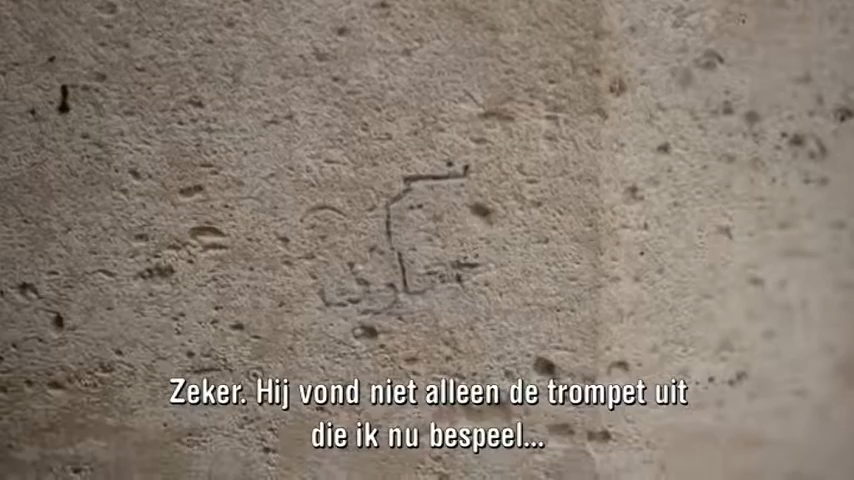 Zeker. Hij vond niet alleen de trompet uit
die ik nu bespeel...